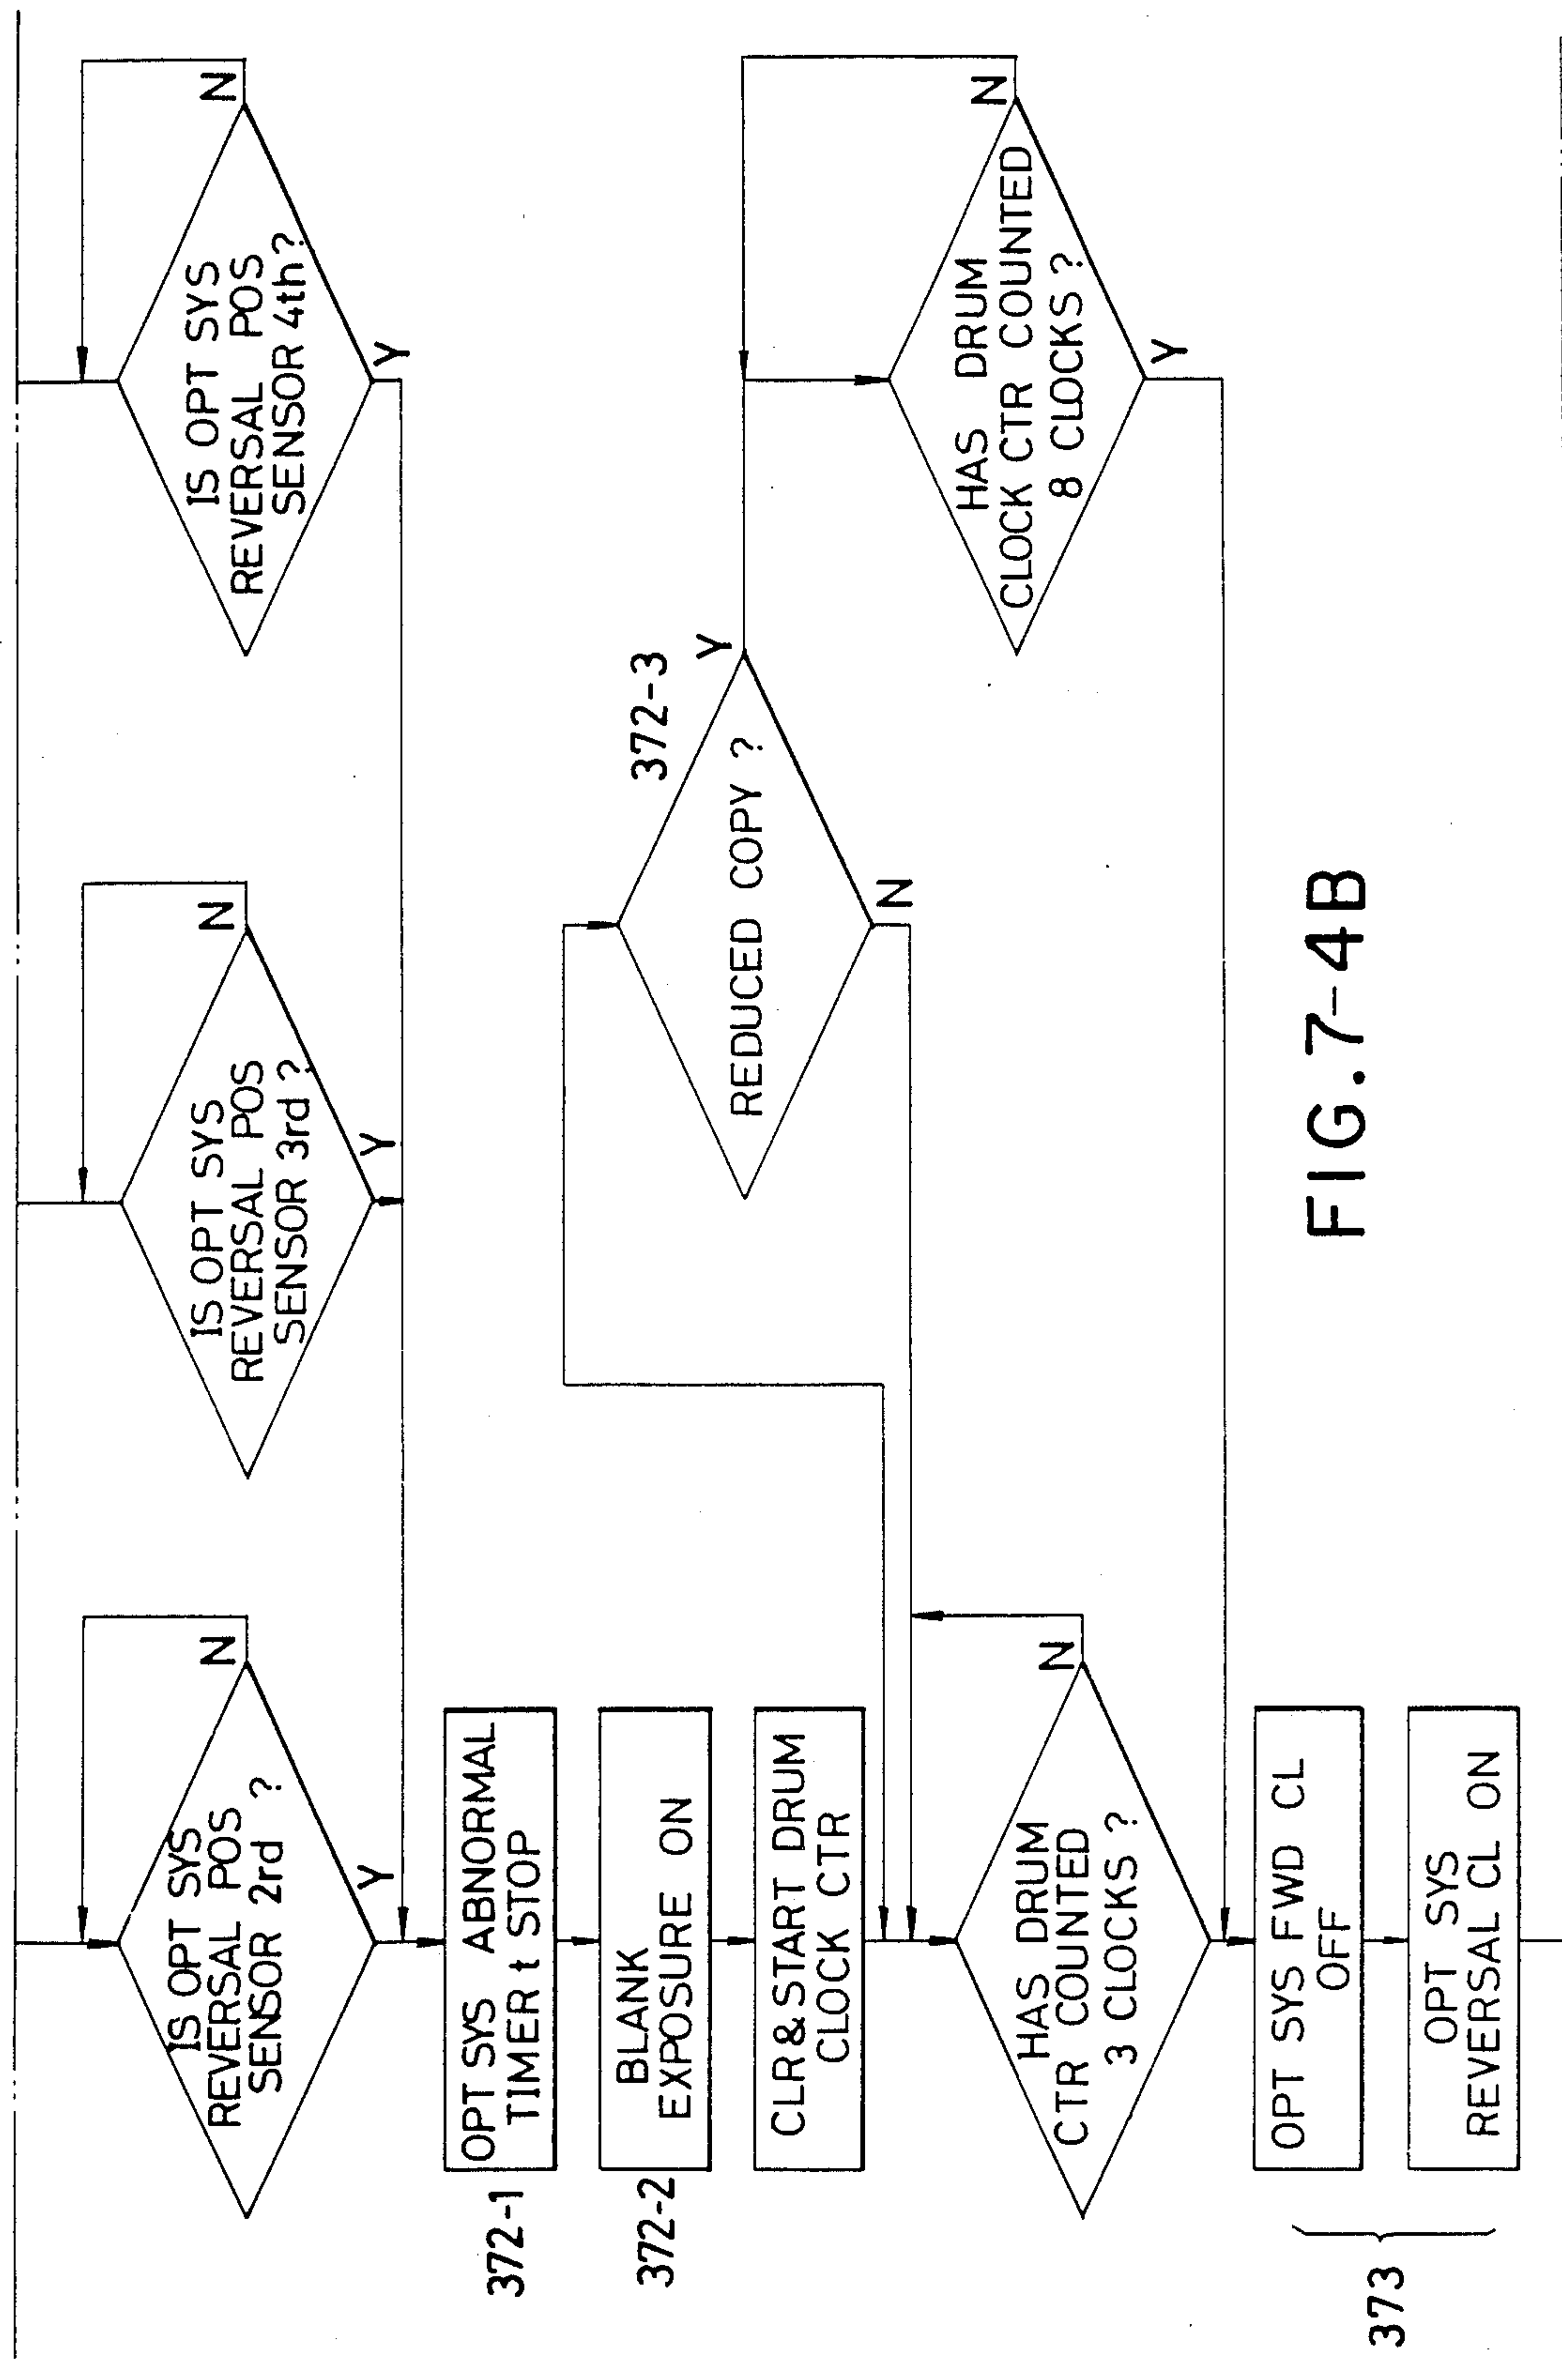 IS OPT SYS
REVERSAL POS
SENSOR 2rd ?
N
Y
IS OPT SYS
REVERSAL POS
SENSOR 3rd ?
N
Y
IS OPT SYS
REVERSAL POS
SENSOR 4th ?
N
Y
372-1
OPT SYS ABNORMAL
TIMER t STOP
372-2
BLANK
EXPOSURE ON
CLR & START DRUM
CLOCK CTR
REDUCED COPY ?
372-3
Y
N
HAS DRUM
CTR COUNTED
3 CLOCKS ?
N
HAS DRUM
CLOCK CTR COUNTED
8 CLOCKS ?
N
Y
373
OPT SYS FWD CL
OFF
OPT SYS
REVERSAL CL ON
FIG.7-4B